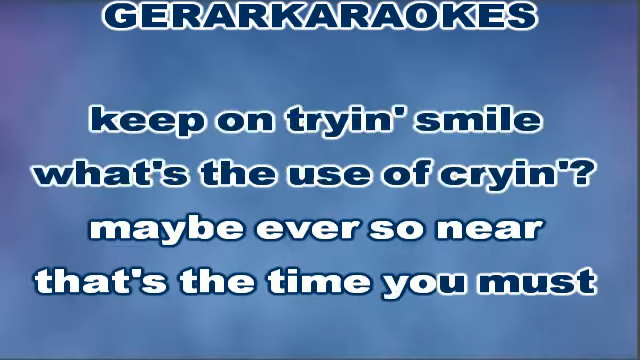 GERARKARAOKES
keep on tryin' smile
what's the use of cryin'?
maybe ever so near
that's the time you must